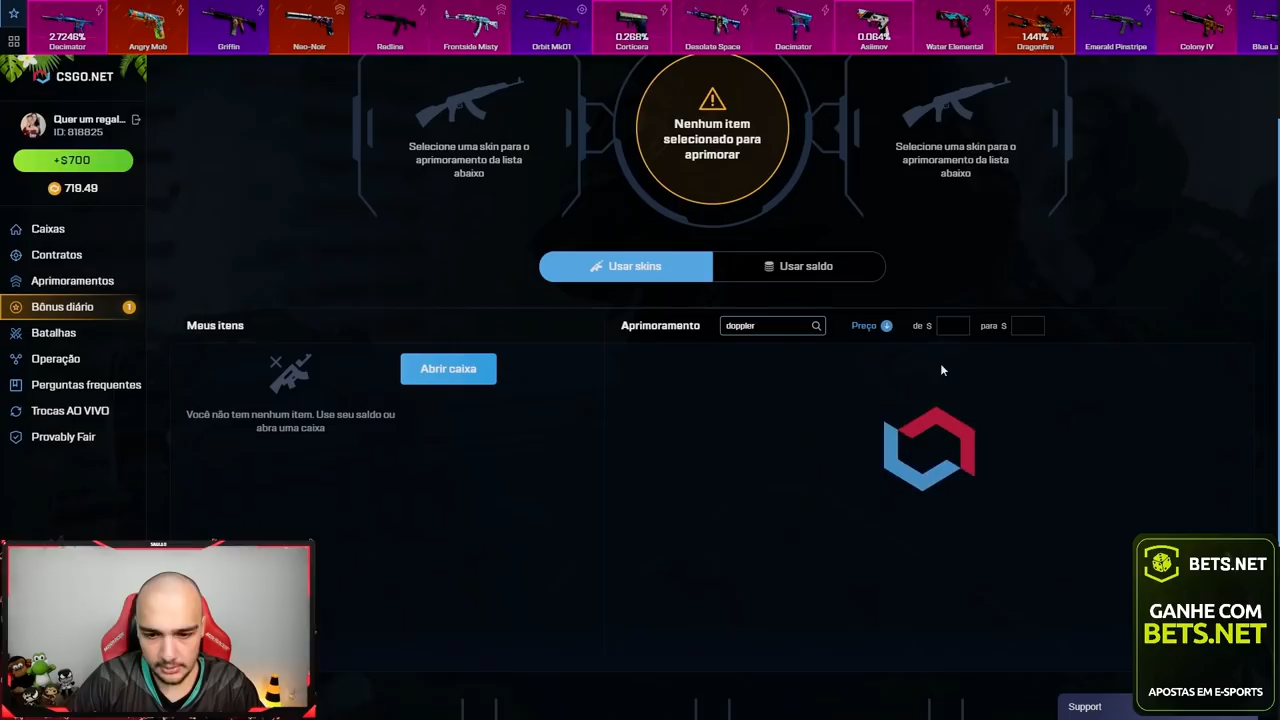 2.7246%
0.268%
0.064%
1.441%
Decimator
Angry Mob
Griffin
Neo-Noir
Redline
Frontside Misty
Orbit Mk01
Corticera
Desolate Space
Decimator
Asiimov
Water Elemental
Dragonfire
Emerald Pinstripe
Colony IV
Blue La
CSGO.NET
Quer um regal...
ID: 818825
+$700
719.49
Caixas
Contratos
Aprimoramentos
Bônus diário
1
Batalhas
Operação
Perguntas frequentes
Trocas AO VIVO
Provably Fair
Selecione uma skin para o
aprimoramento da lista
abaixo
Nenhum item
selecionado para
aprimorar
Selecione uma skin para o
aprimoramento da lista
abaixo
Usar skins
Usar saldo
Meus itens
Aprimoramento
doppler
Preço
de $
para $
Abrir caixa
Você não tem nenhum item. Use seu saldo ou
abra uma caixa
BETS.NET
GANHE COM
BETS.NET
APOSTAS EM E-SPORTS
Support